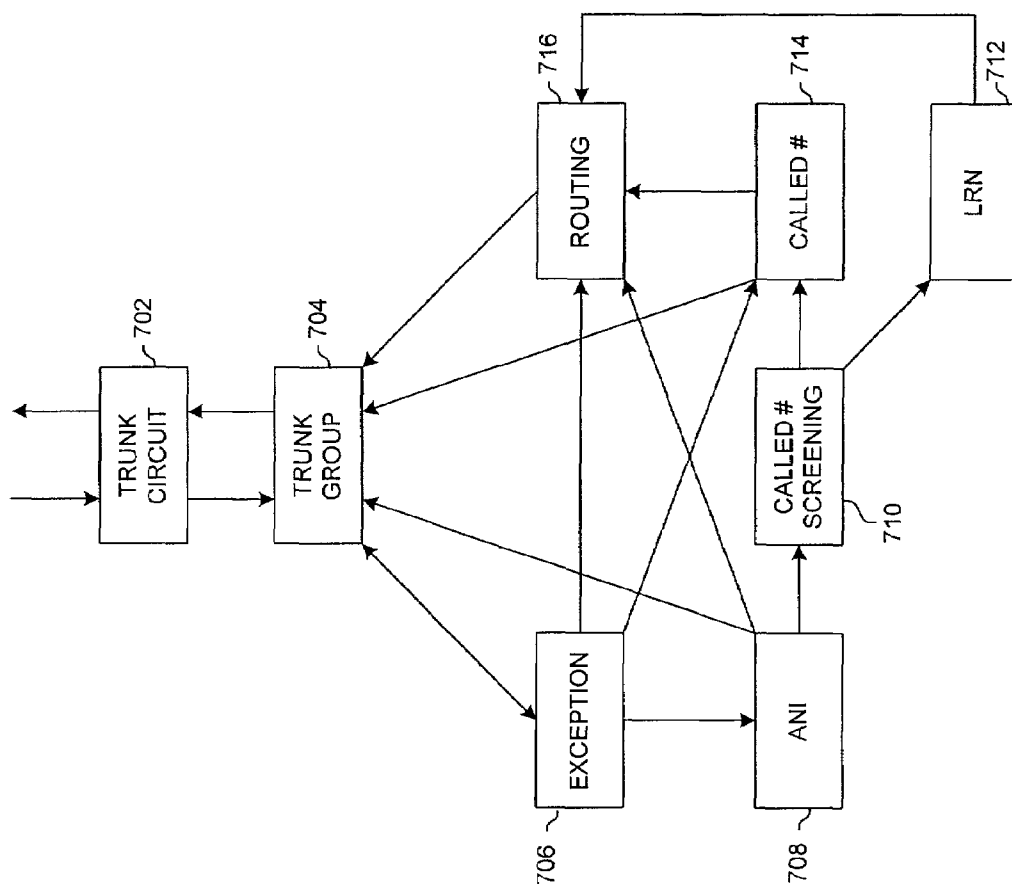 702
TRUNK
CIRCUIT
704
TRUNK
GROUP
706
EXCEPTION
716
ROUTING
708
ANI
710
CALLED #
SCREENING
714
CALLED #
712
LRN